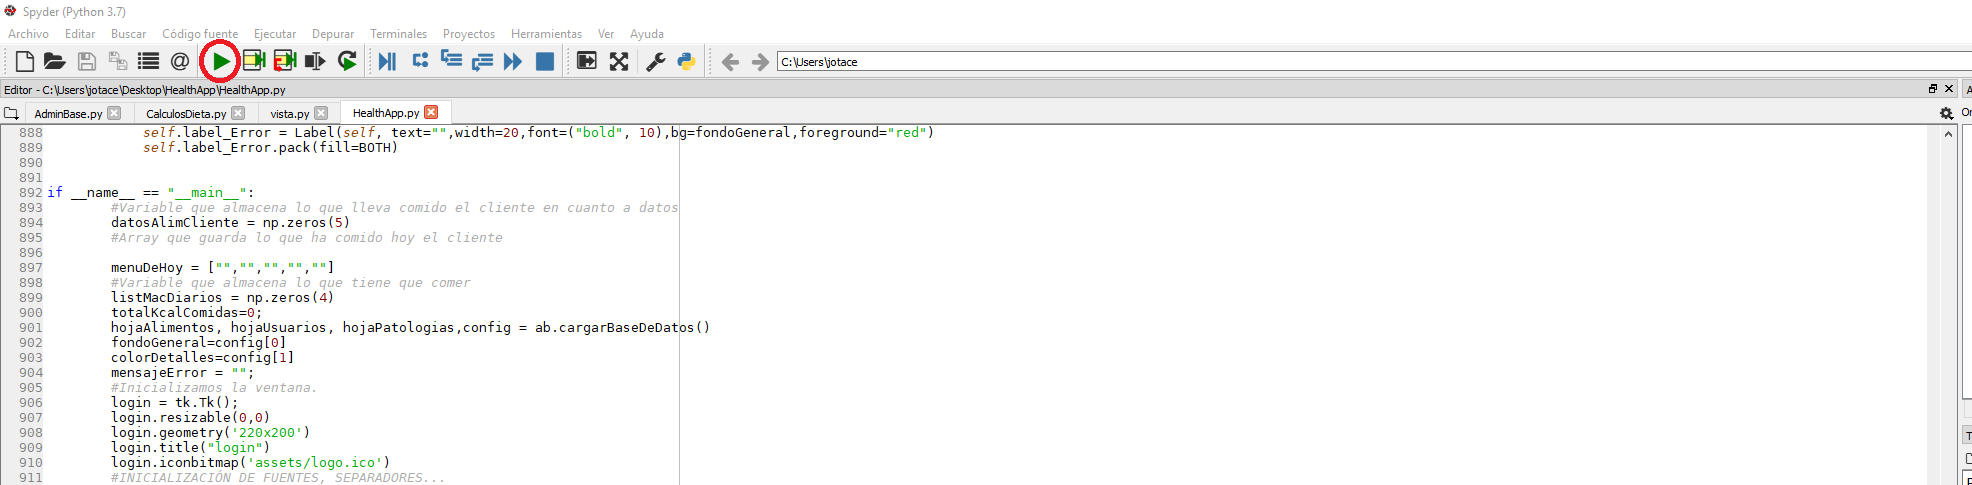 Spyder (Python 3.7)
Archivo Editar Buscar Código fuente Ejecutar Depurar Terminales Proyectos Herramientas Ver Ayuda
C:\Users\jotace
Editor - C:\Users\jotace\Desktop\HealthApp\HealthApp.py
AdminBase.py CalculosDieta.py vista.py HealthApp.py
888 self.label_Error = Label(self, text="",width=20,font=("bold", 10),bg=fondoGeneral,foreground="red")
889 self.label_Error.pack(fill=BOTH)
890
891
892 if __name__ == "__main__":
893 #Variable que almacena lo que lleva comido el cliente en cuanto a datos
894 datosAlimCliente = np.zeros(5)
895 #Array que guarda lo que ha comido hoy el cliente
896
897 menuDeHoy = ["","","","",""]
898 #Variable que almacena lo que tiene que comer
899 listMacDiarios = np.zeros(4)
900 totalKcalComidas=0;
901 hojaAlimentos, hojaUsuarios, hojaPatologias,config = ab.cargarBaseDeDatos()
902 fondoGeneral=config[0]
903 colorDetalles=config[1]
904 mensajeError = "";
905 #Inicializamos la ventana.
906 login = tk.Tk();
907 login.resizable(0,0)
908 login.geometry('220x200')
909 login.title("login")
910 login.iconbitmap('assets/logo.ico')
911 #INICIALIZACIÓN DE FUENTES, SEPARADORES...